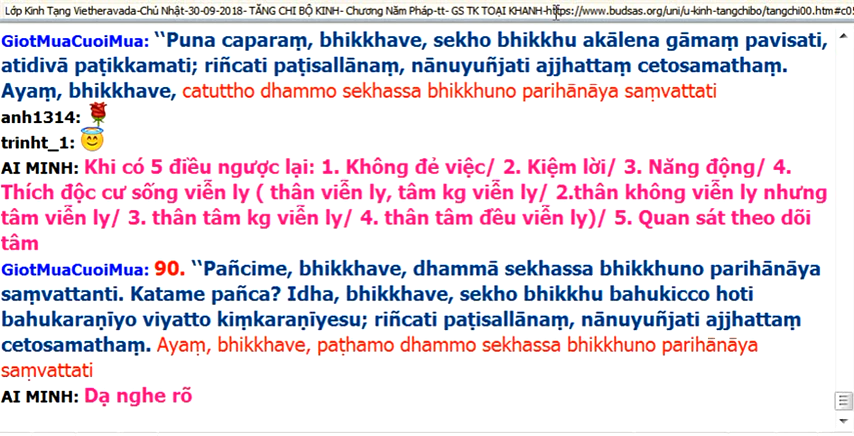 Lớp Kinh Tạng Vietheravada-Chủ Nhật-30-09-2018- TĂNG CHI BỘ KINH- Chương Năm Pháp-tt- GS TK TOẠI KHANH-https://www.budsas.org/uni/u-kinh-tangchibo/tangchi00.htm#c05
GiotMuaCuoiMua: ‘‘Puna caparaṃ, bhikkhave, sekho bhikkhu akālena gāmaṃ pavisati,
atidivā paṭikkamati; riñcati paṭisallānaṃ, nānuyuñjati ajjhattaṃ cetosamathaṃ.
Ayaṃ, bhikkhave, catuttho dhammo sekhassa bhikkhuno parihānāya saṃvattati
anh1314:
trinht_1:
AI MINH: Khi có 5 điều ngược lại: 1. Không đẻ việc/ 2. Kiệm lời/ 3. Năng động/ 4.
Thích độc cư sống viễn ly ( thân viễn ly, tâm kg viễn ly/ 2.thân không viễn ly nhưng
tâm viễn ly/ 3. thân tâm kg viễn ly/ 4. thân tâm đều viễn ly)/ 5. Quan sát theo dõi
tâm
GiotMuaCuoiMua: 90. ‘‘Pañcime, bhikkhave, dhammā sekhassa bhikkhuno parihānāya
saṃvattanti. Katame pañca? Idha, bhikkhave, sekho bhikkhu bahukicco hoti
bahukaraṇīyo viyatto kiṃkaraṇīyesu; riñcati paṭisallānaṃ, nānuyuñjati ajjhattaṃ
cetosamathaṃ. Ayaṃ, bhikkhave, paṭhamo dhammo sekhassa bhikkhuno parihānāya
saṃvattati
AI MINH: Dạ nghe rõ